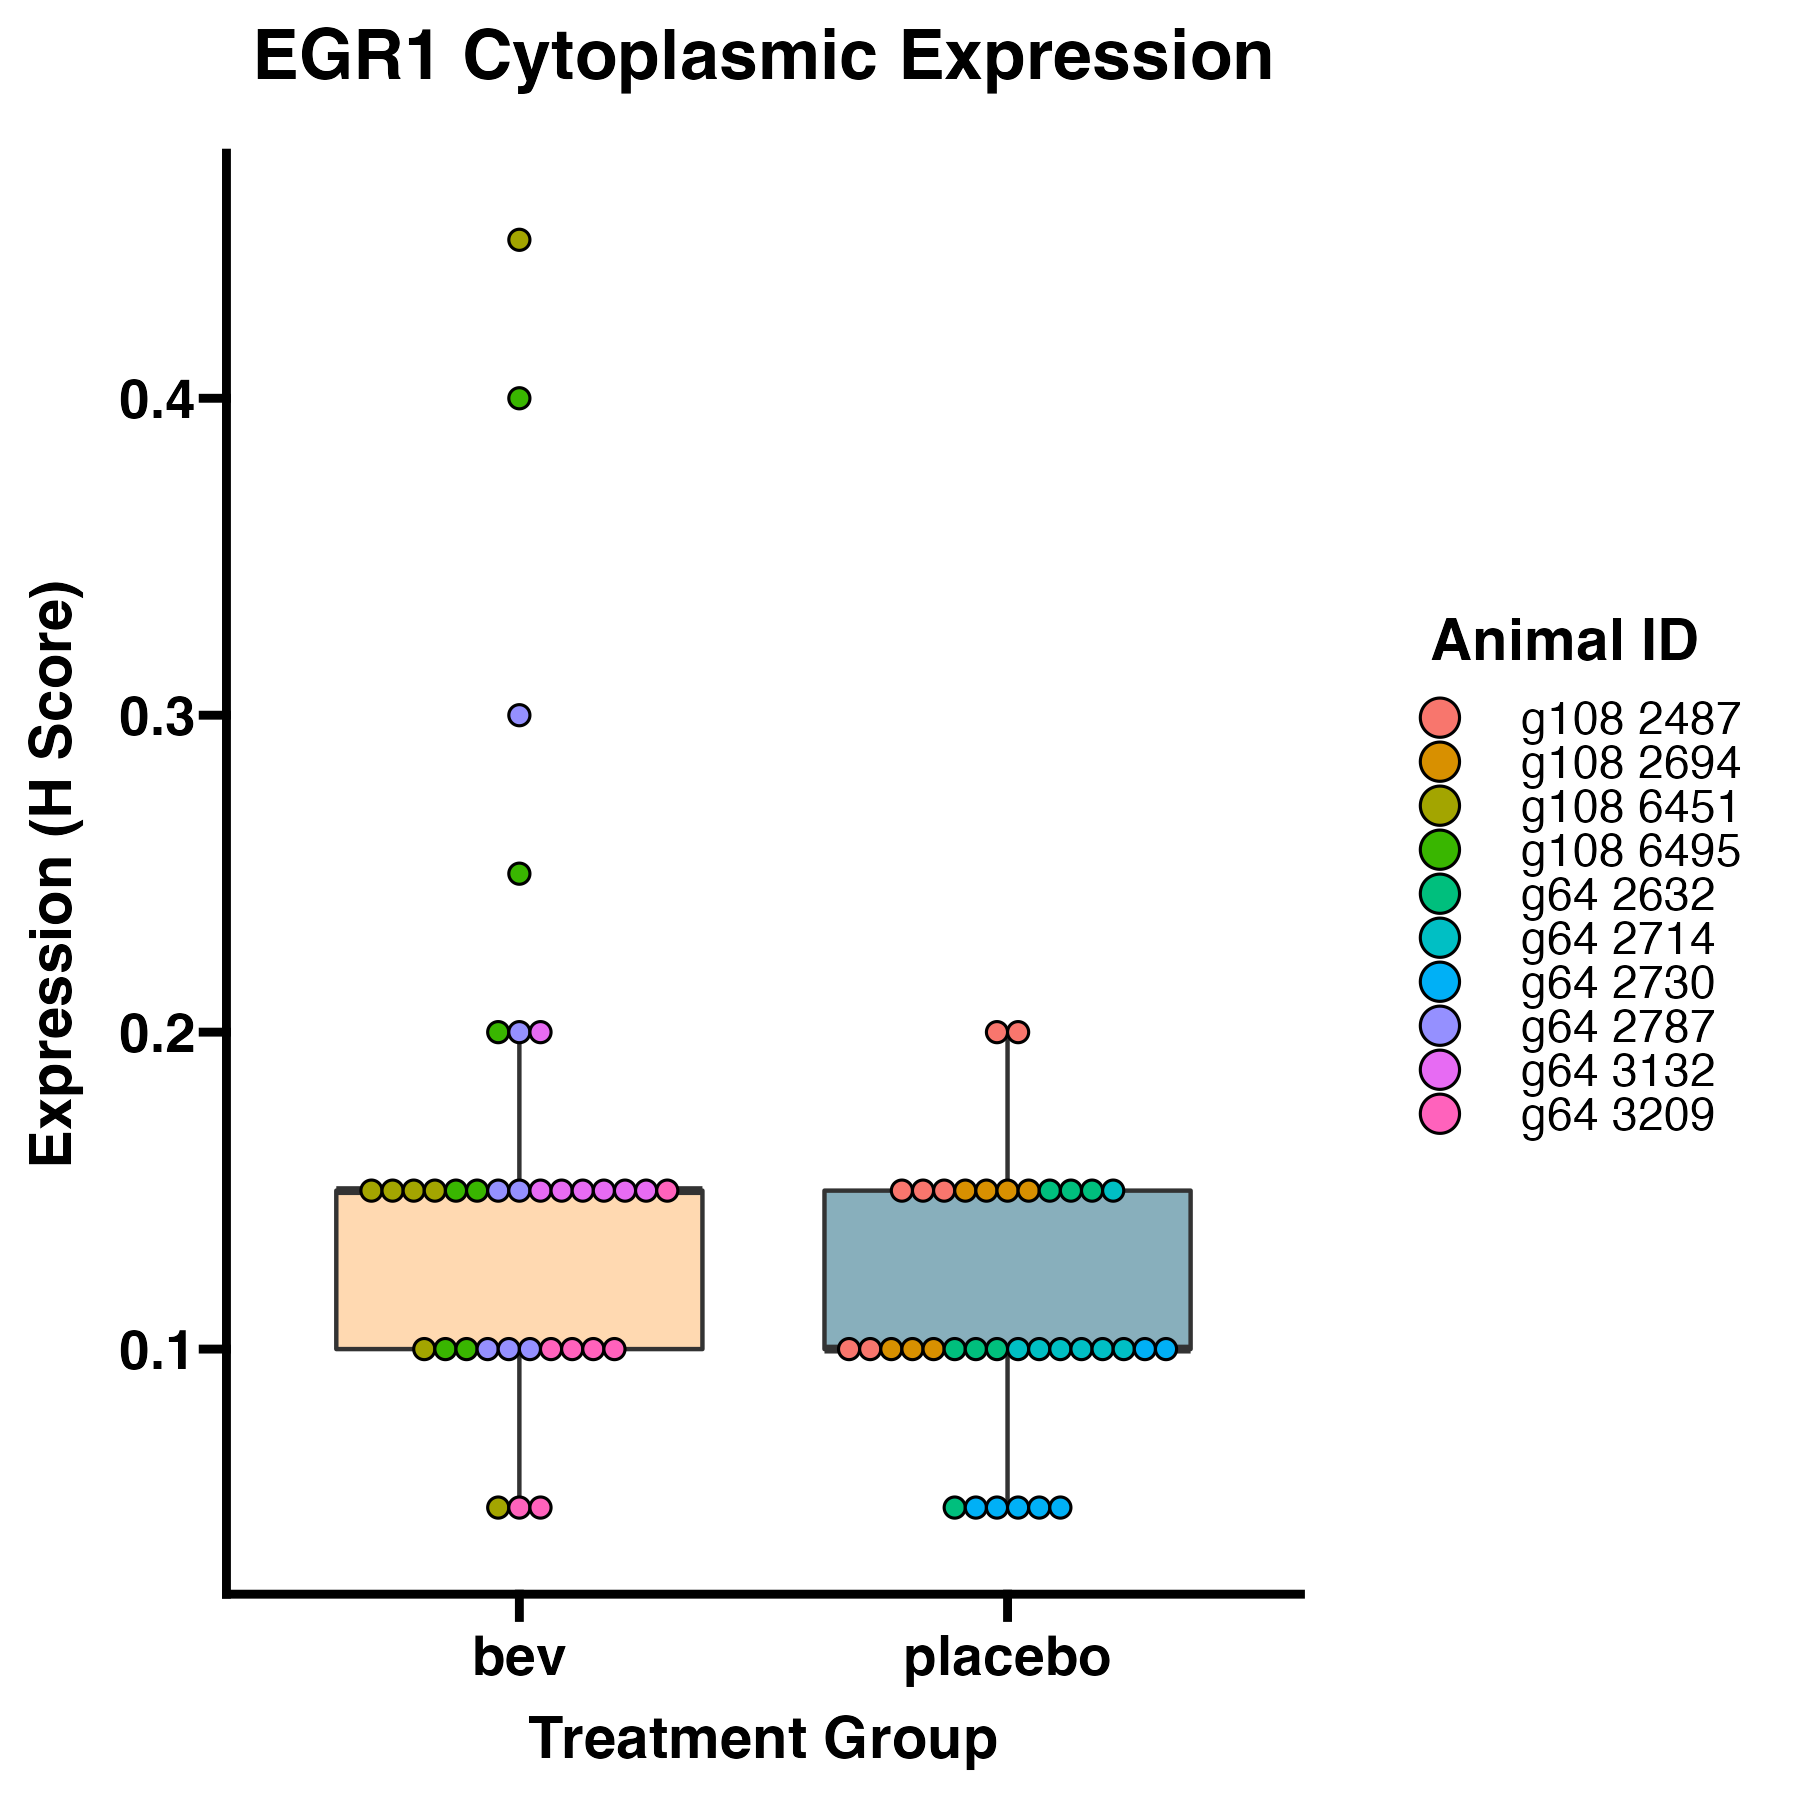 EGR1 Cytoplasmic Expression
Expression (H Score)
0.4
0.3
0.2
0.1
bev
placebo
Treatment Group
Animal ID
g108 2487
g108 2694
g108 6451
g108 6495
g64 2632
g64 2714
g64 2730
g64 2787
g64 3132
g64 3209